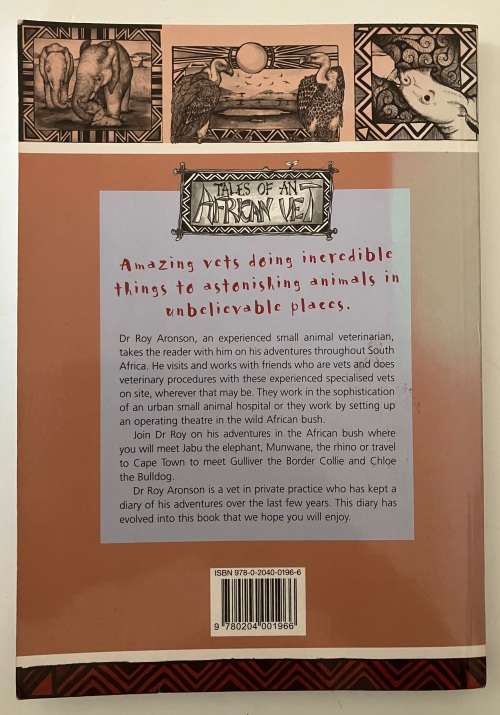 TALES OF AN
AFRICAN VET
Amazing vets doing incredible
things to astonishing animals in
unbelievable places.
Dr Roy Aronson, an experienced small animal veterinarian,
takes the reader with him on his adventures throughout South
Africa. He visits and works with friends who are vets and does
veterinary procedures with these experienced specialised vets
on site, wherever that may be. They work in the sophistication
of an urban small animal hospital or they work by setting up
an operating theatre in the wild African bush.
Join Dr Roy on his adventures in the African bush where
you will meet Jabu the elephant, Munwane, the rhino or travel
to Cape Town to meet Gulliver the Border Collie and Chloe
the Bulldog.
Dr Roy Aronson is a vet in private practice who has kept a
diary of his adventures over the last few years. This diary has
evolved into this book that we hope you will enjoy.
ISBN 978-0-2040-0196-6
9 780204 001966